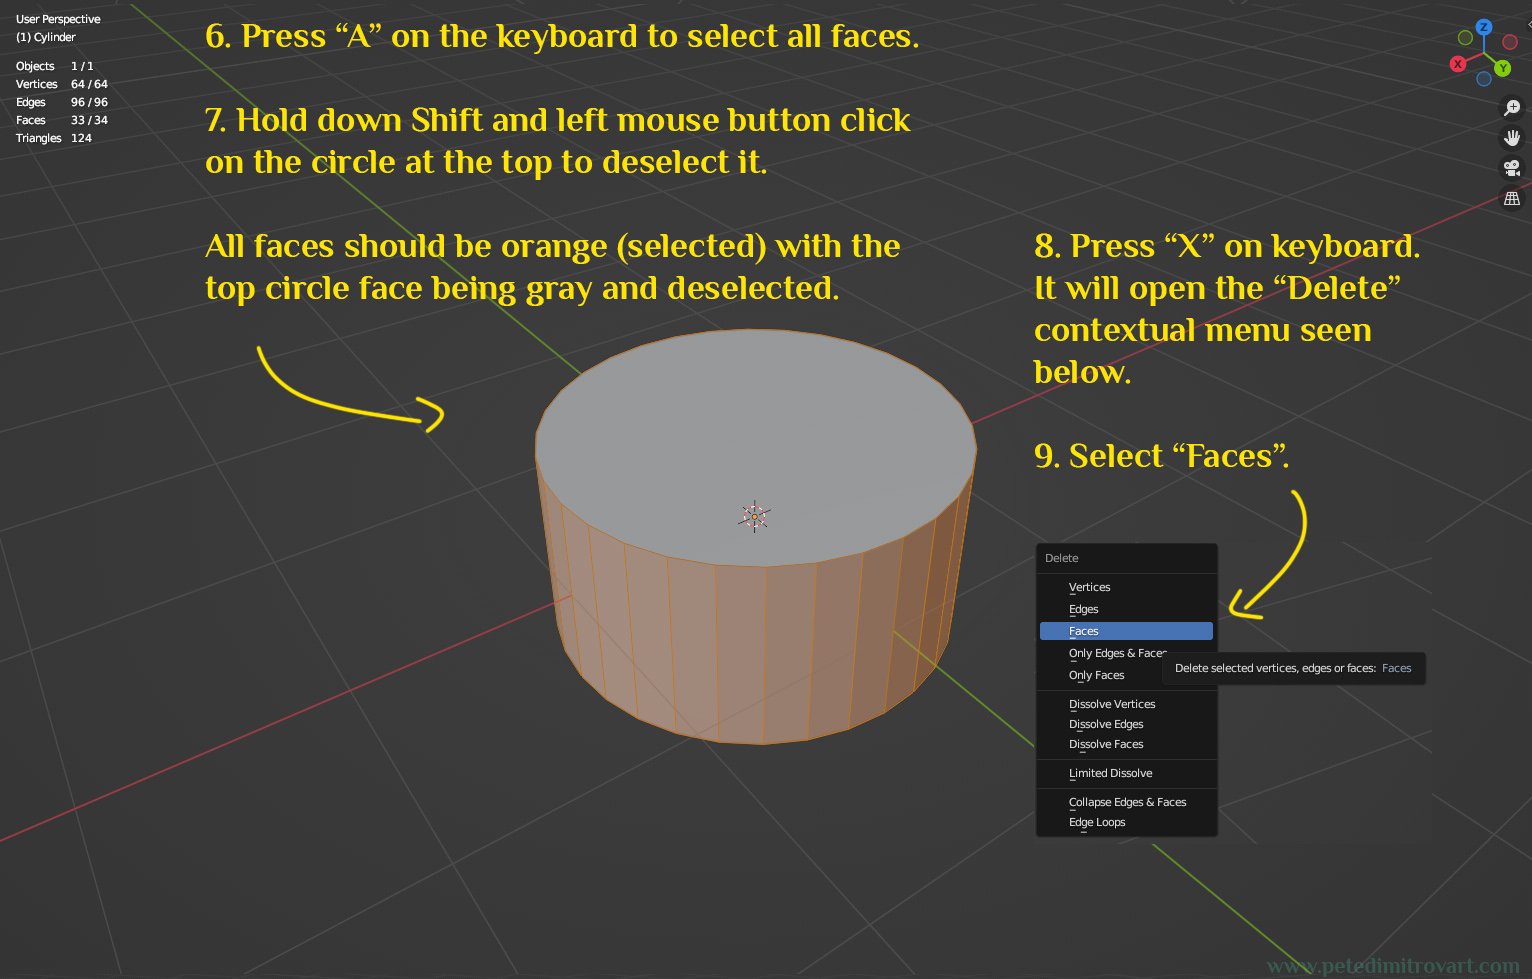 User Perspective
(1) Cylinder
Objects 1 / 1
Vertices 64 / 64
Edges 96 / 96
Faces 33 / 34
Triangles 124
6. Press “A” on the keyboard to select all faces.
7. Hold down Shift and left mouse button click
on the circle at the top to deselect it.
All faces should be orange (selected) with the
top circle face being gray and deselected.
Z
X
Y
8. Press “X” on keyboard.
It will open the “Delete”
contextual menu seen
below.
9. Select “Faces”.
Delete
Vertices
Edges
Faces
Only Edges & Faces
Only Faces
Delete selected vertices, edges or faces: Faces
Dissolve Vertices
Dissolve Edges
Dissolve Faces
Limited Dissolve
Collapse Edges & Faces
Edge Loops
www.petedimitrovart.com